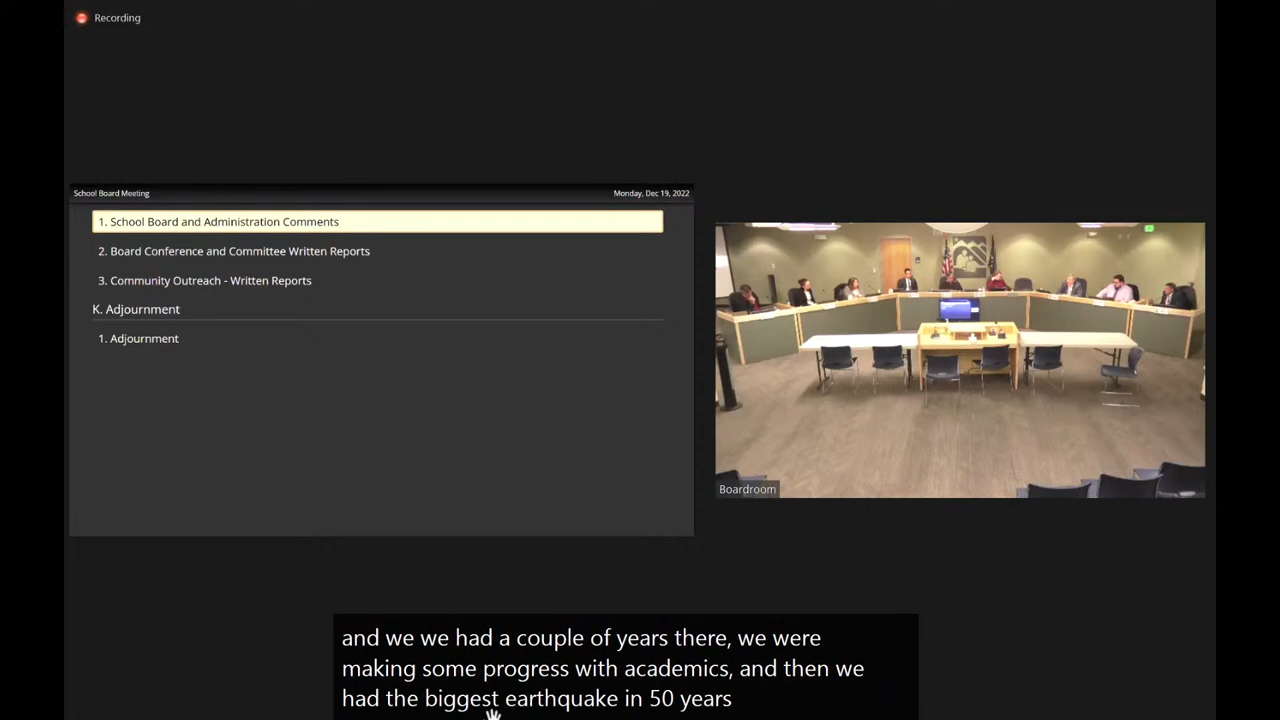 Recording
School Board Meeting
Monday, Dec 19, 2022
1. School Board and Administration Comments
2. Board Conference and Committee Written Reports
3. Community Outreach - Written Reports
K. Adjournment
1. Adjournment
Boardroom
and we we had a couple of years there, we were
making some progress with academics, and then we
had the biggest earthquake in 50 years